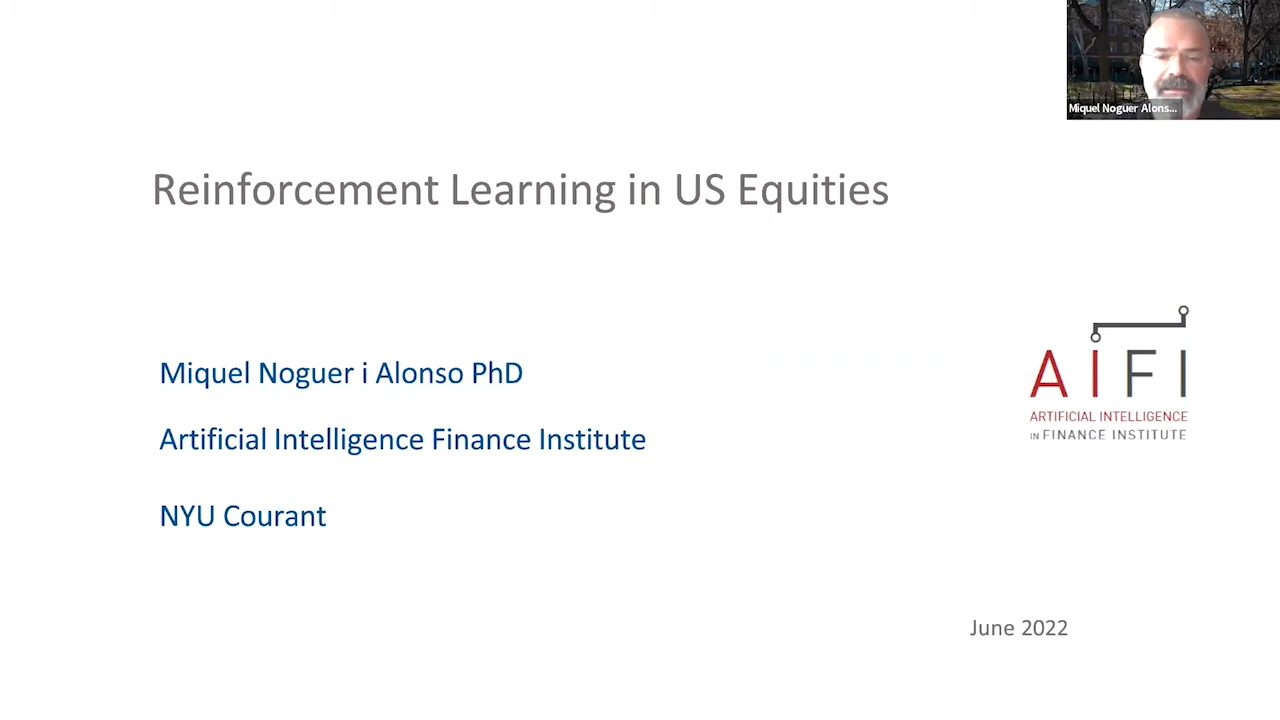 Miquel Noguer Alons...
Reinforcement Learning in US Equities
Miquel Noguer i Alonso PhD
Artificial Intelligence Finance Institute
NYU Courant
AIFI
ARTIFICIAL INTELLIGENCE
IN FINANCE INSTITUTE
June 2022